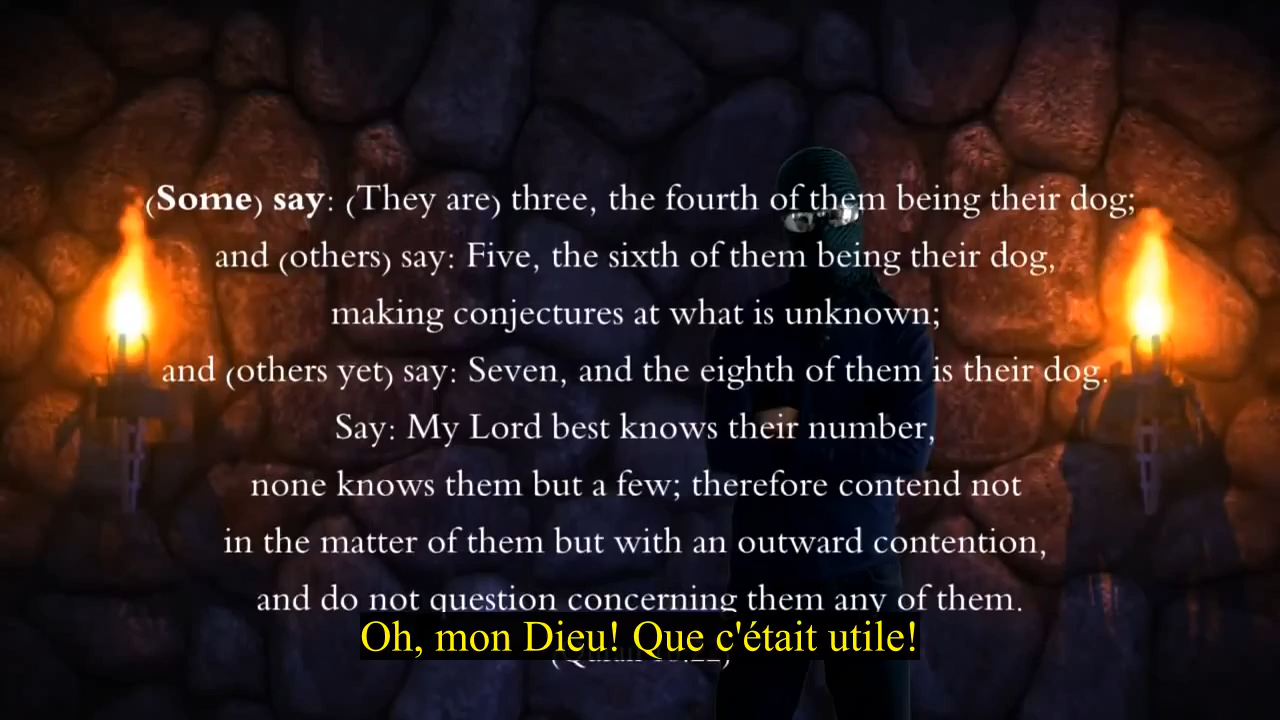 (Some) say: (They are) three, the fourth of them being their dog;
and (others) say: Five, the sixth of them being their dog,
making conjectures at what is unknown;
and (others yet) say: Seven, and the eighth of them is their dog.
Say: My Lord best knows their number,
none knows them but a few; therefore contend not
in the matter of them but with an outward contention,
and do not question concerning them any of them.
Oh, mon Dieu! Que c'était utile!